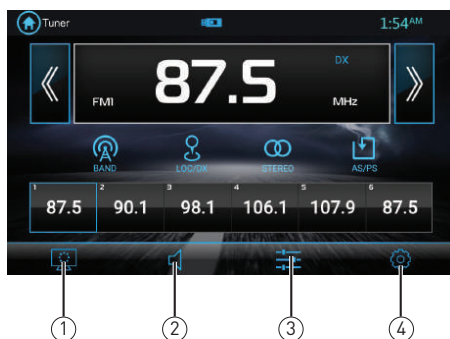 Tuner 1:54AM
DX
87.5
FM1 MHz
BAND LOC/DX STEREO AS/PS
1 2 3 4 5 6
87.5 90.1 98.1 106.1 107.9 87.5
1 2 3 4